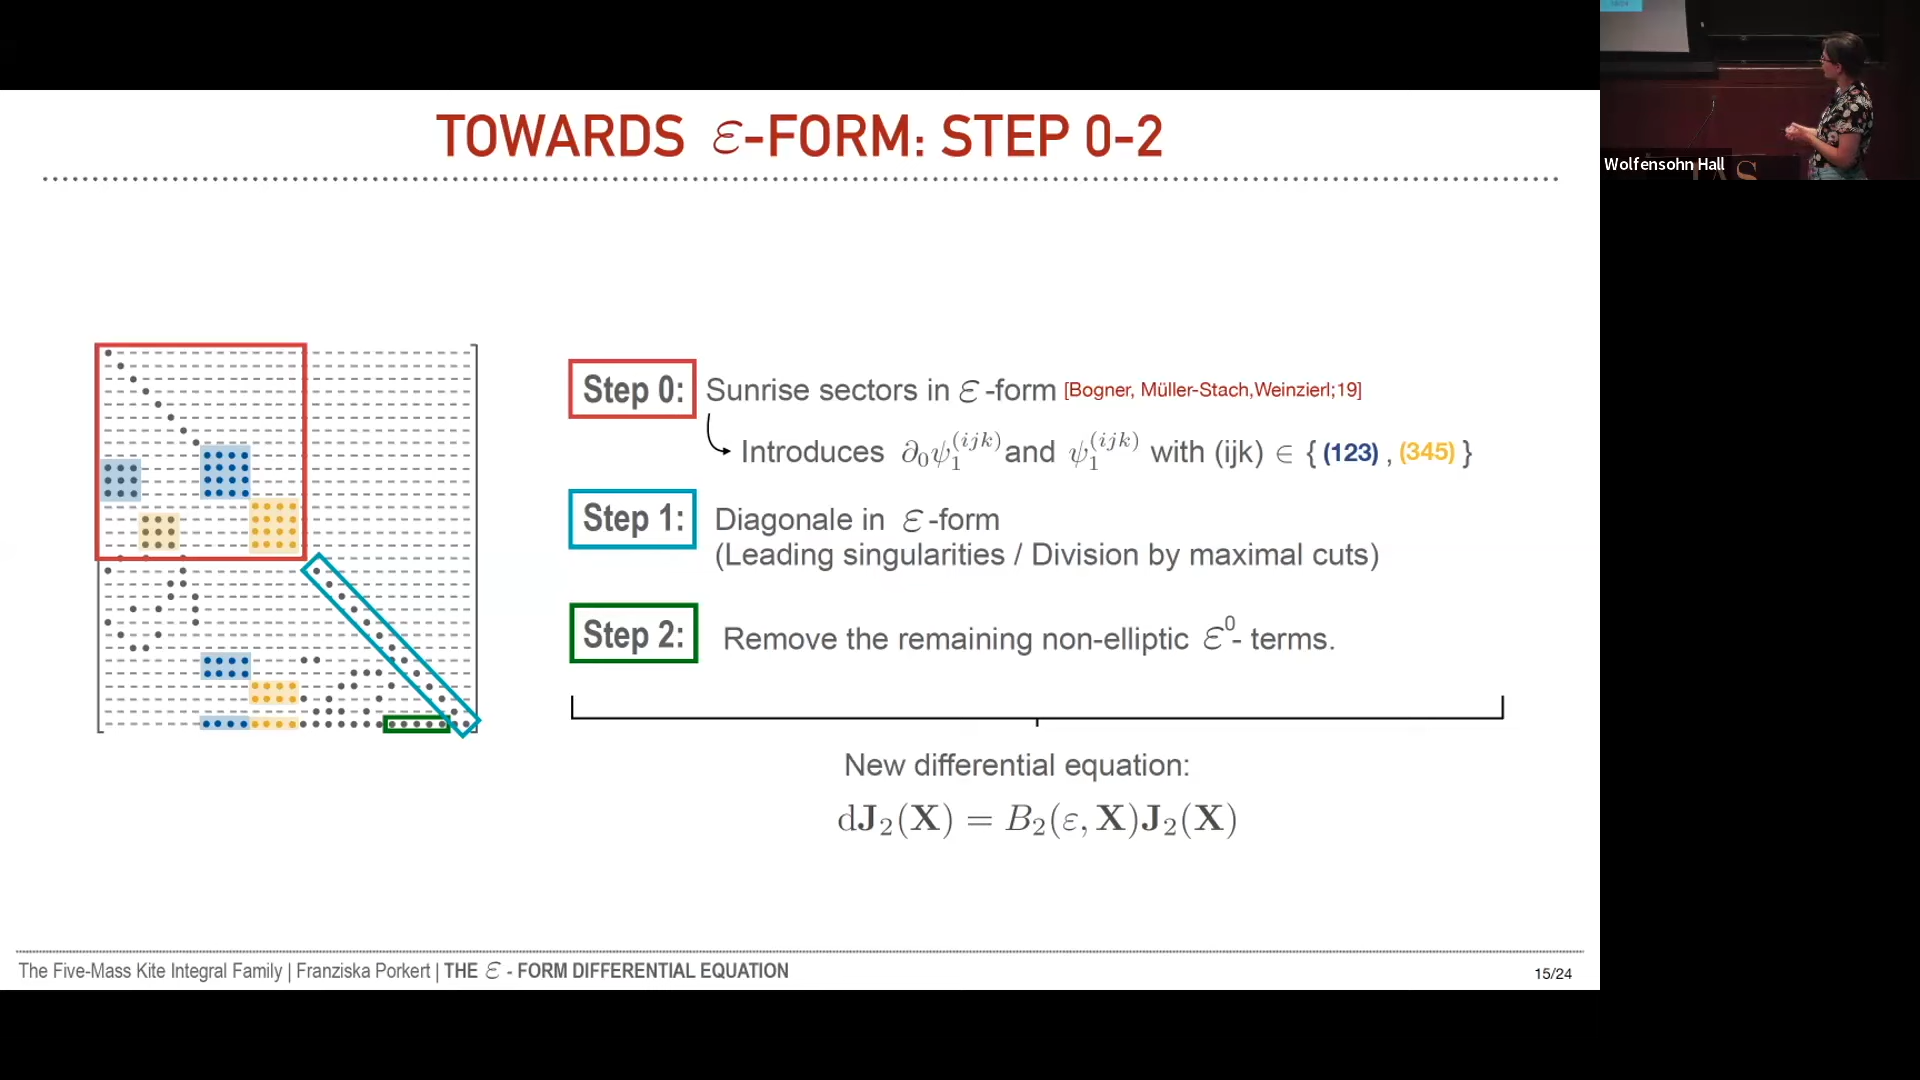 TOWARDS ε-FORM: STEP 0-2
Wolfensohn Hall
Step 0: Sunrise sectors in ε-form [Bogner, Müller-Stach,Weinzierl;19]
Introduces ∂₀ψ₁^(ijk) and ψ₁^(ijk) with (ijk) ∈ { (123) , (345) }
Step 1: Diagonale in ε-form
(Leading singularities / Division by maximal cuts)
Step 2: Remove the remaining non-elliptic ε⁰- terms.
New differential equation:
dJ₂(X) = B₂(ε, X)J₂(X)
The Five-Mass Kite Integral Family | Franziska Porkert | THE ε - FORM DIFFERENTIAL EQUATION
15/24